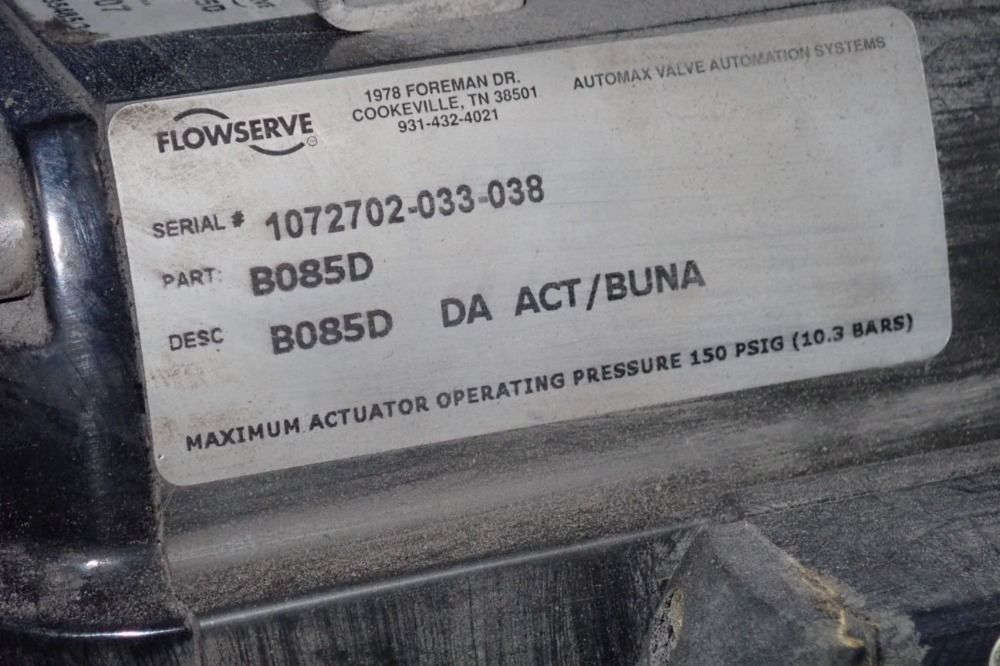 FLOWSERVE
1978 FOREMAN DR.
COOKEVILLE, TN 38501
931-432-4021
AUTOMAX VALVE AUTOMATION SYSTEMS
SERIAL # 1072702-033-038
PART: B085D
DESC B085D DA ACT/BUNA
MAXIMUM ACTUATOR OPERATING PRESSURE 150 PSIG (10.3 BARS)